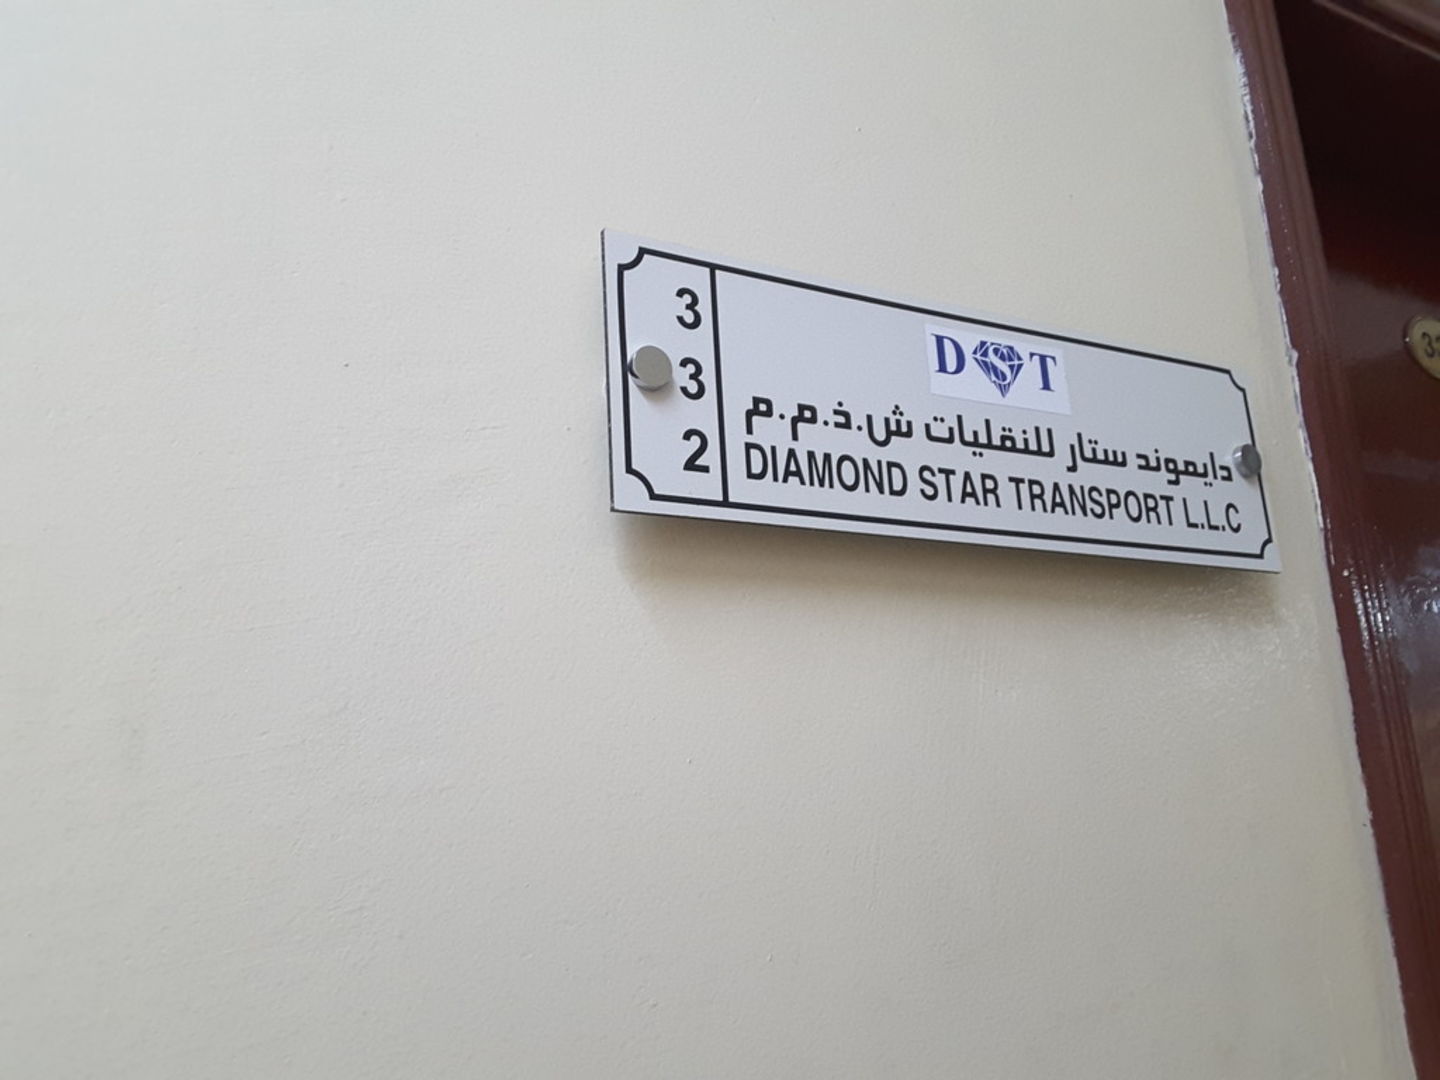 3
3
2
DST
دايموند ستار للنقليات ش.ذ.م.م
DIAMOND STAR TRANSPORT L.L.C